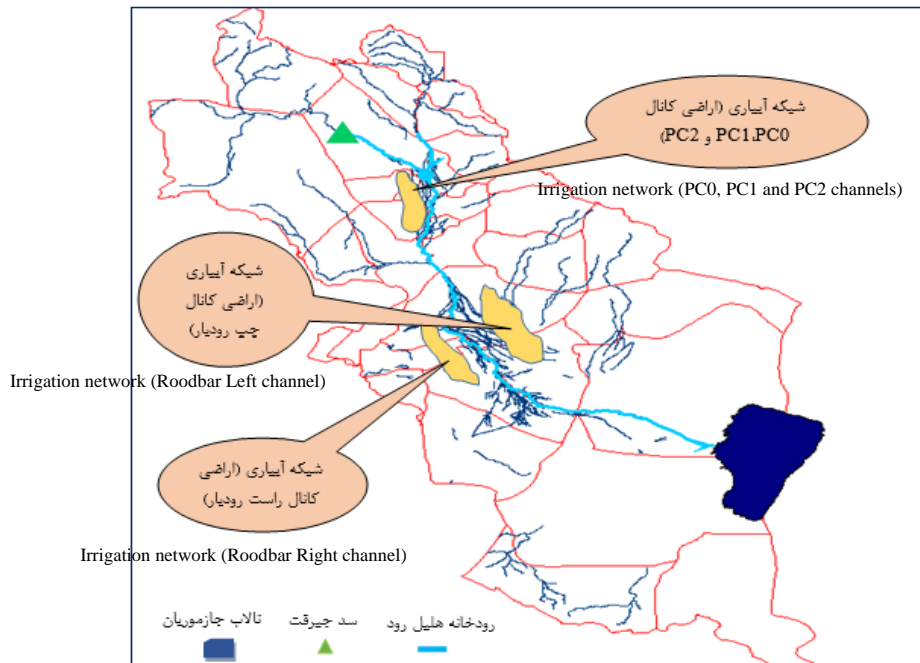 شبکه آبیاری (اراضی کانال
PC1،PC0 و PC2)
Irrigation network (PC0, PC1 and PC2 channels)
شبکه آبیاری
(اراضی کانال
چپ رودبار)
Irrigation network (Roodbar Left channel)
شبکه آبیاری (اراضی
کانال راست رودبار)
Irrigation network (Roodbar Right channel)
رودخانه هلیل رود
سد جیرفت
تالاب جازموریان